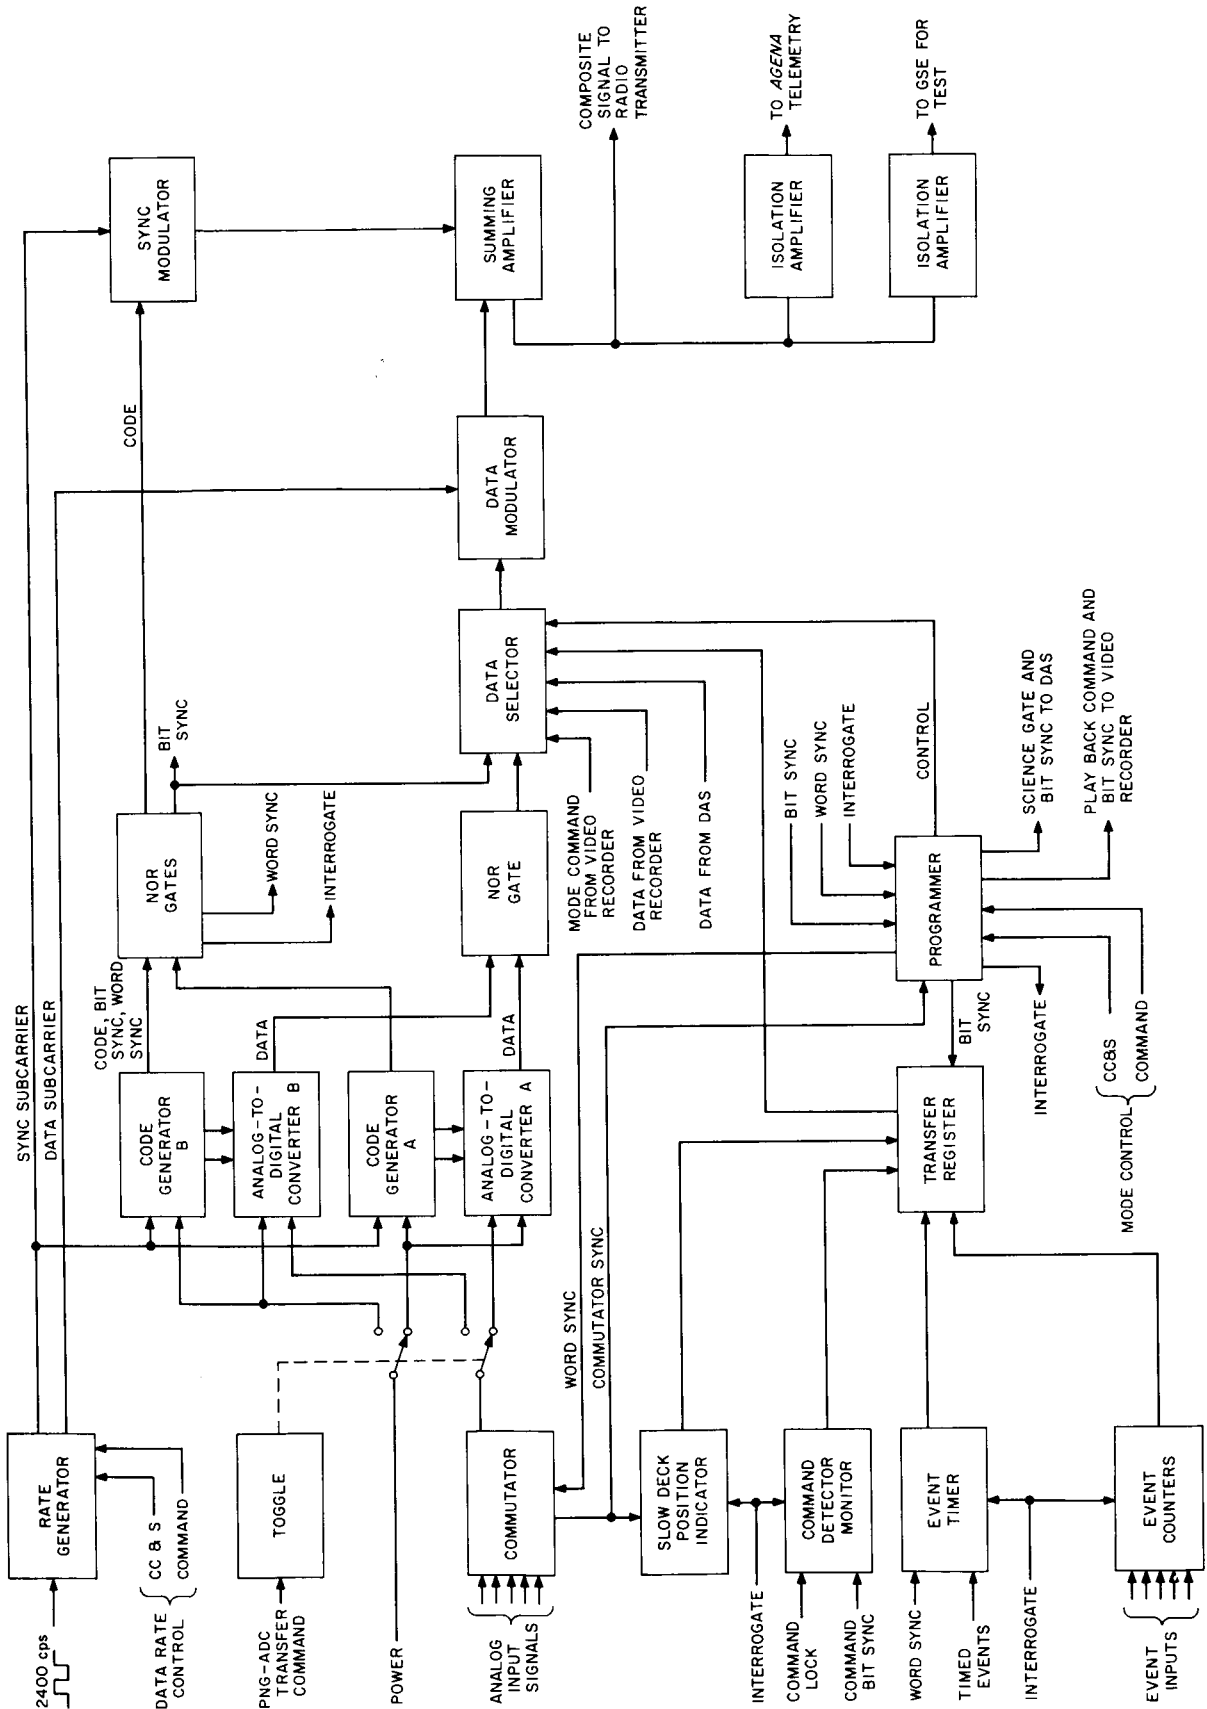 2400 cps
DATA RATE
CONTROL
CC & S
COMMAND
RATE
GENERATOR
SYNC SUBCARRIER
DATA SUBCARRIER
PNG-ADC
TRANSFER
COMMAND
TOGGLE
POWER
ANALOG
INPUT
SIGNALS
COMMUTATOR
CODE, BIT
SYNC, WORD
SYNC
CODE
GENERATOR
B
ANALOG-TO-
DIGITAL
CONVERTER B
DATA
CODE
GENERATOR
A
ANALOG-TO-
DIGITAL
CONVERTER A
DATA
NOR
GATES
BIT
SYNC
WORD SYNC
INTERROGATE
CODE
NOR
GATE
SYNC
MODULATOR
DATA
SELECTOR
DATA
MODULATOR
SUMMING
AMPLIFIER
COMPOSITE
SIGNAL TO
RADIO
TRANSMITTER
ISOLATION
AMPLIFIER
TO AGENA
TELEMETRY
ISOLATION
AMPLIFIER
TO GSE FOR
TEST
MODE COMMAND
FROM VIDEO
RECORDER
DATA FROM VIDEO
RECORDER
DATA FROM DAS
WORD SYNC
COMMUTATOR SYNC
SLOW DECK
POSITION
INDICATOR
INTERROGATE
COMMAND
LOCK
COMMAND
BIT SYNC
COMMAND
DETECTOR
MONITOR
WORD SYNC
TIMED
EVENTS
EVENT
TIMER
INTERROGATE
EVENT
INPUTS
EVENT
COUNTERS
TRANSFER
REGISTER
BIT
SYNC
BIT SYNC
WORD SYNC
INTERROGATE
PROGRAMMER
CONTROL
INTERROGATE
MODE CONTROL
CC&S
COMMAND
SCIENCE GATE AND
BIT SYNC TO DAS
PLAY BACK COMMAND AND
BIT SYNC TO VIDEO
RECORDER